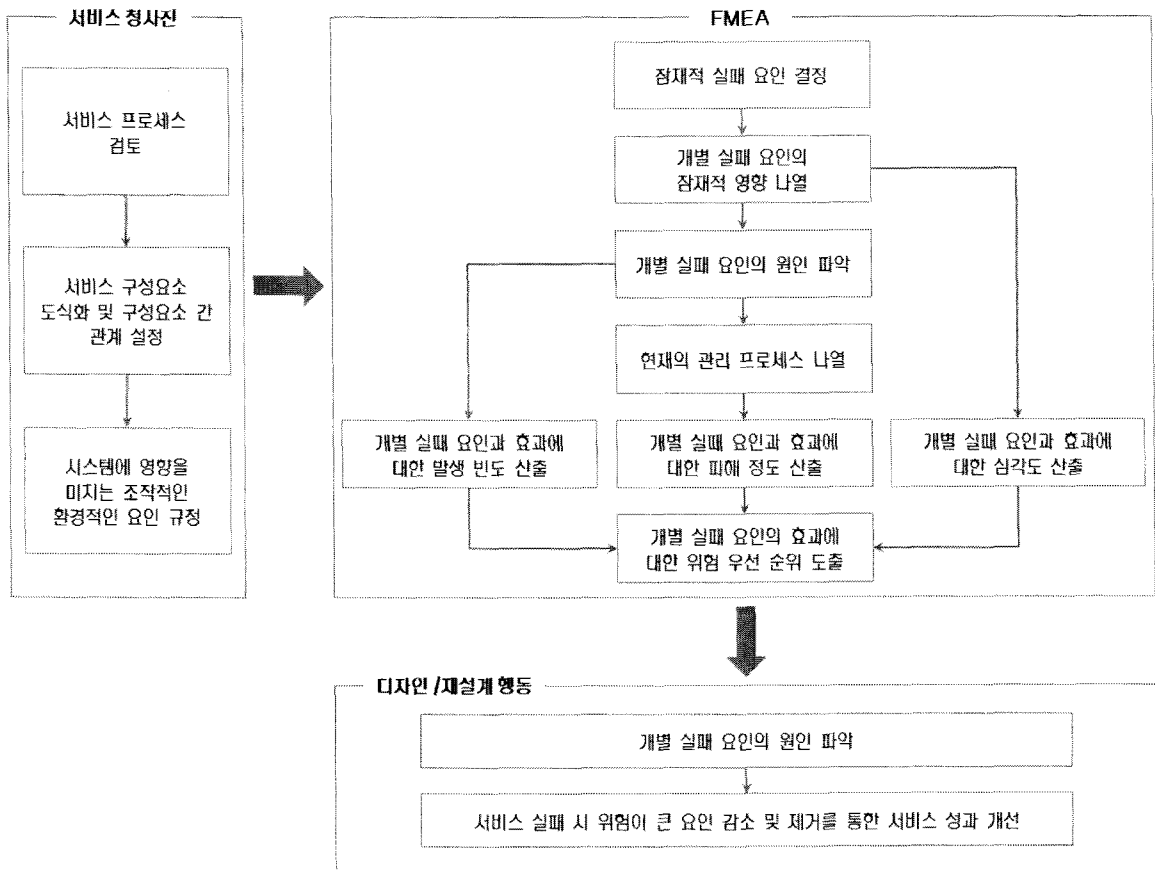 서비스 청사진
서비스 프로세스
검토
서비스 구성요소
도식화 및 구성요소 간
관계 설정
시스템에 영향을
미치는 조작적인
환경적인 요인 규정
FMEA
잠재적 실패 요인 결정
개별 실패 요인의
잠재적 영향 나열
개별 실패 요인의 원인 파악
현재의 관리 프로세스 나열
개별 실패 요인과 효과에
대한 발생 빈도 산출
개별 실패 요인과 효과에
대한 피해 정도 산출
개별 실패 요인과 효과에
대한 심각도 산출
개별 실패 요인의 효과에
대한 위험 우선 순위 도출
디자인 /재설계 행동
개별 실패 요인의 원인 파악
서비스 실패 시 위험이 큰 요인 감소 및 제거를 통한 서비스 성과 개선